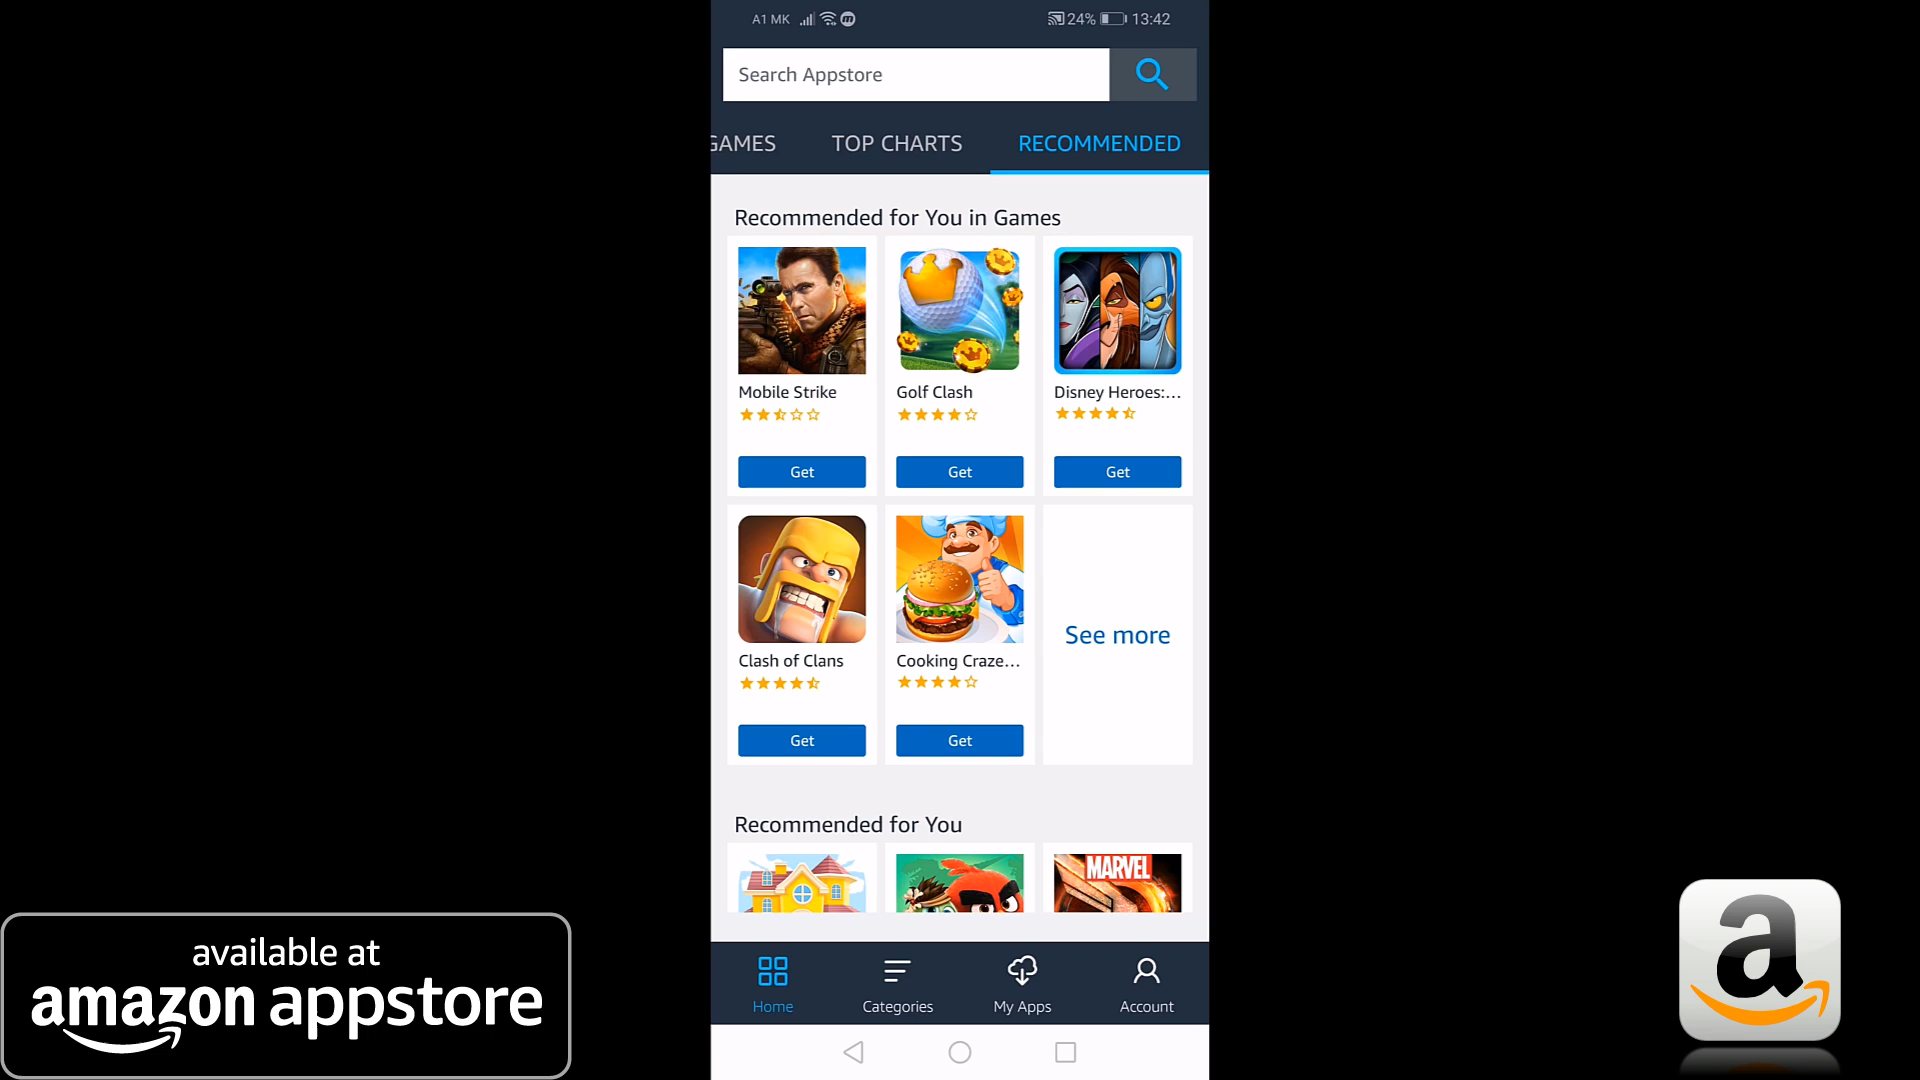 A1 MK
24% 13:42
Search Appstore
GAMES TOP CHARTS RECOMMENDED
Recommended for You in Games
Mobile Strike Golf Clash Disney Heroes:...
Get Get Get
Clash of Clans Cooking Craze...
See more
Get Get
Recommended for You
MARVEL
Home Categories My Apps Account
available at
amazon appstore
a